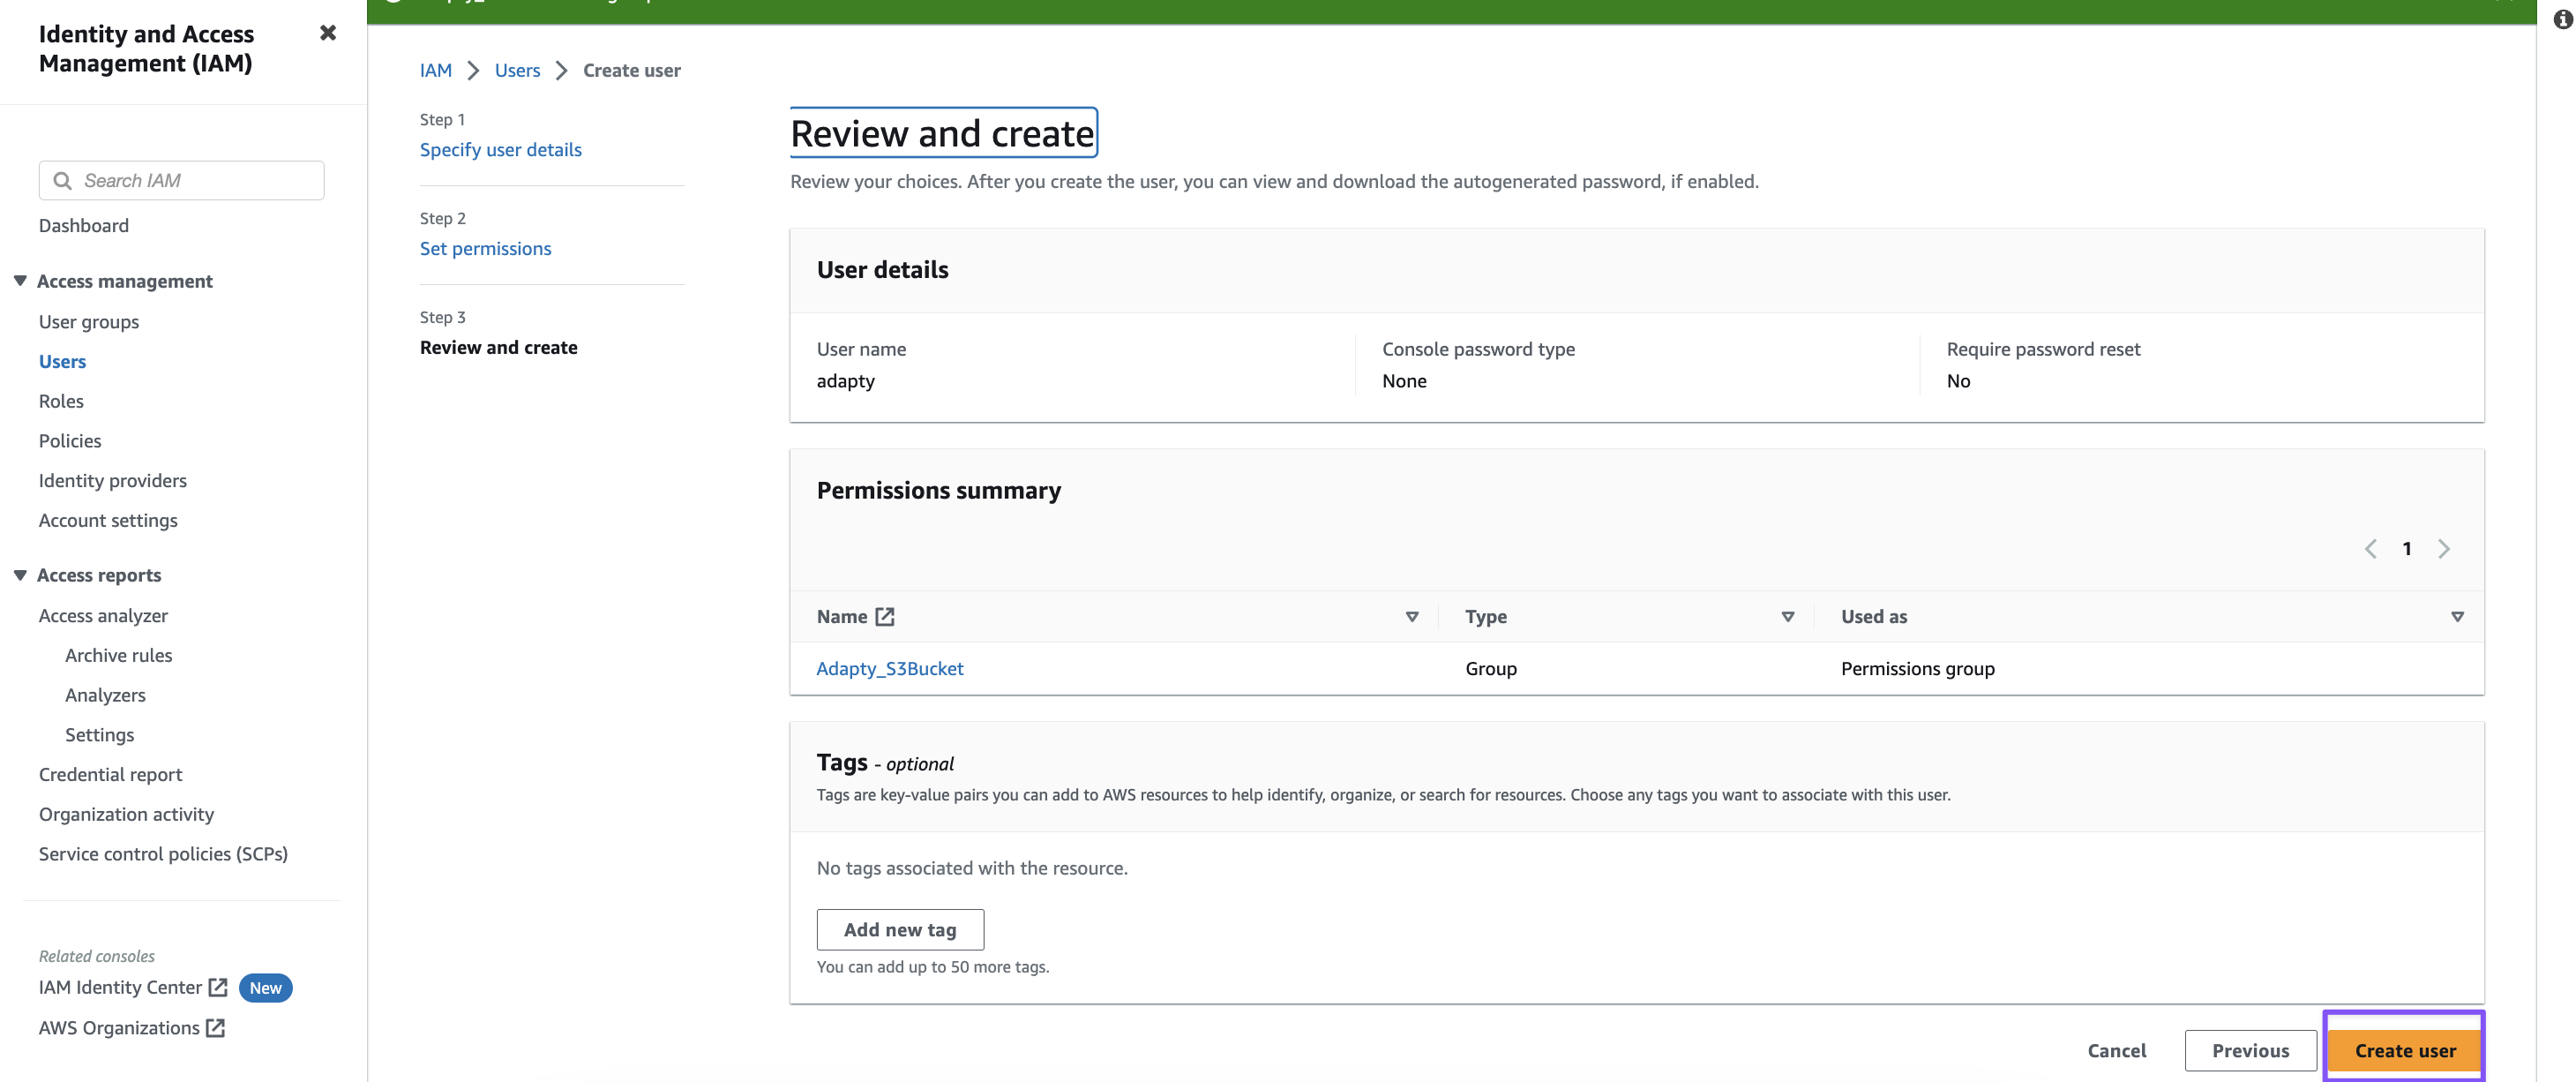 Identity and Access
Management (IAM)
Search IAM
Dashboard
Access management
User groups
Users
Roles
Policies
Identity providers
Account settings
Access reports
Access analyzer
Archive rules
Analyzers
Settings
Credential report
Organization activity
Service control policies (SCPs)
Related consoles
IAM Identity Center New
AWS Organizations
IAM Users Create user
Step 1
Specify user details
Step 2
Set permissions
Step 3
Review and create
Review and create
Review your choices. After you create the user, you can view and download the autogenerated password, if enabled.
User details
User name Console password type Require password reset
adapty None No
Permissions summary
1
Name Type Used as
Adapty_S3Bucket Group Permissions group
Tags - optional
Tags are key-value pairs you can add to AWS resources to help identify, organize, or search for resources. Choose any tags you want to associate with this user.
No tags associated with the resource.
Add new tag
You can add up to 50 more tags.
Cancel Previous Create user